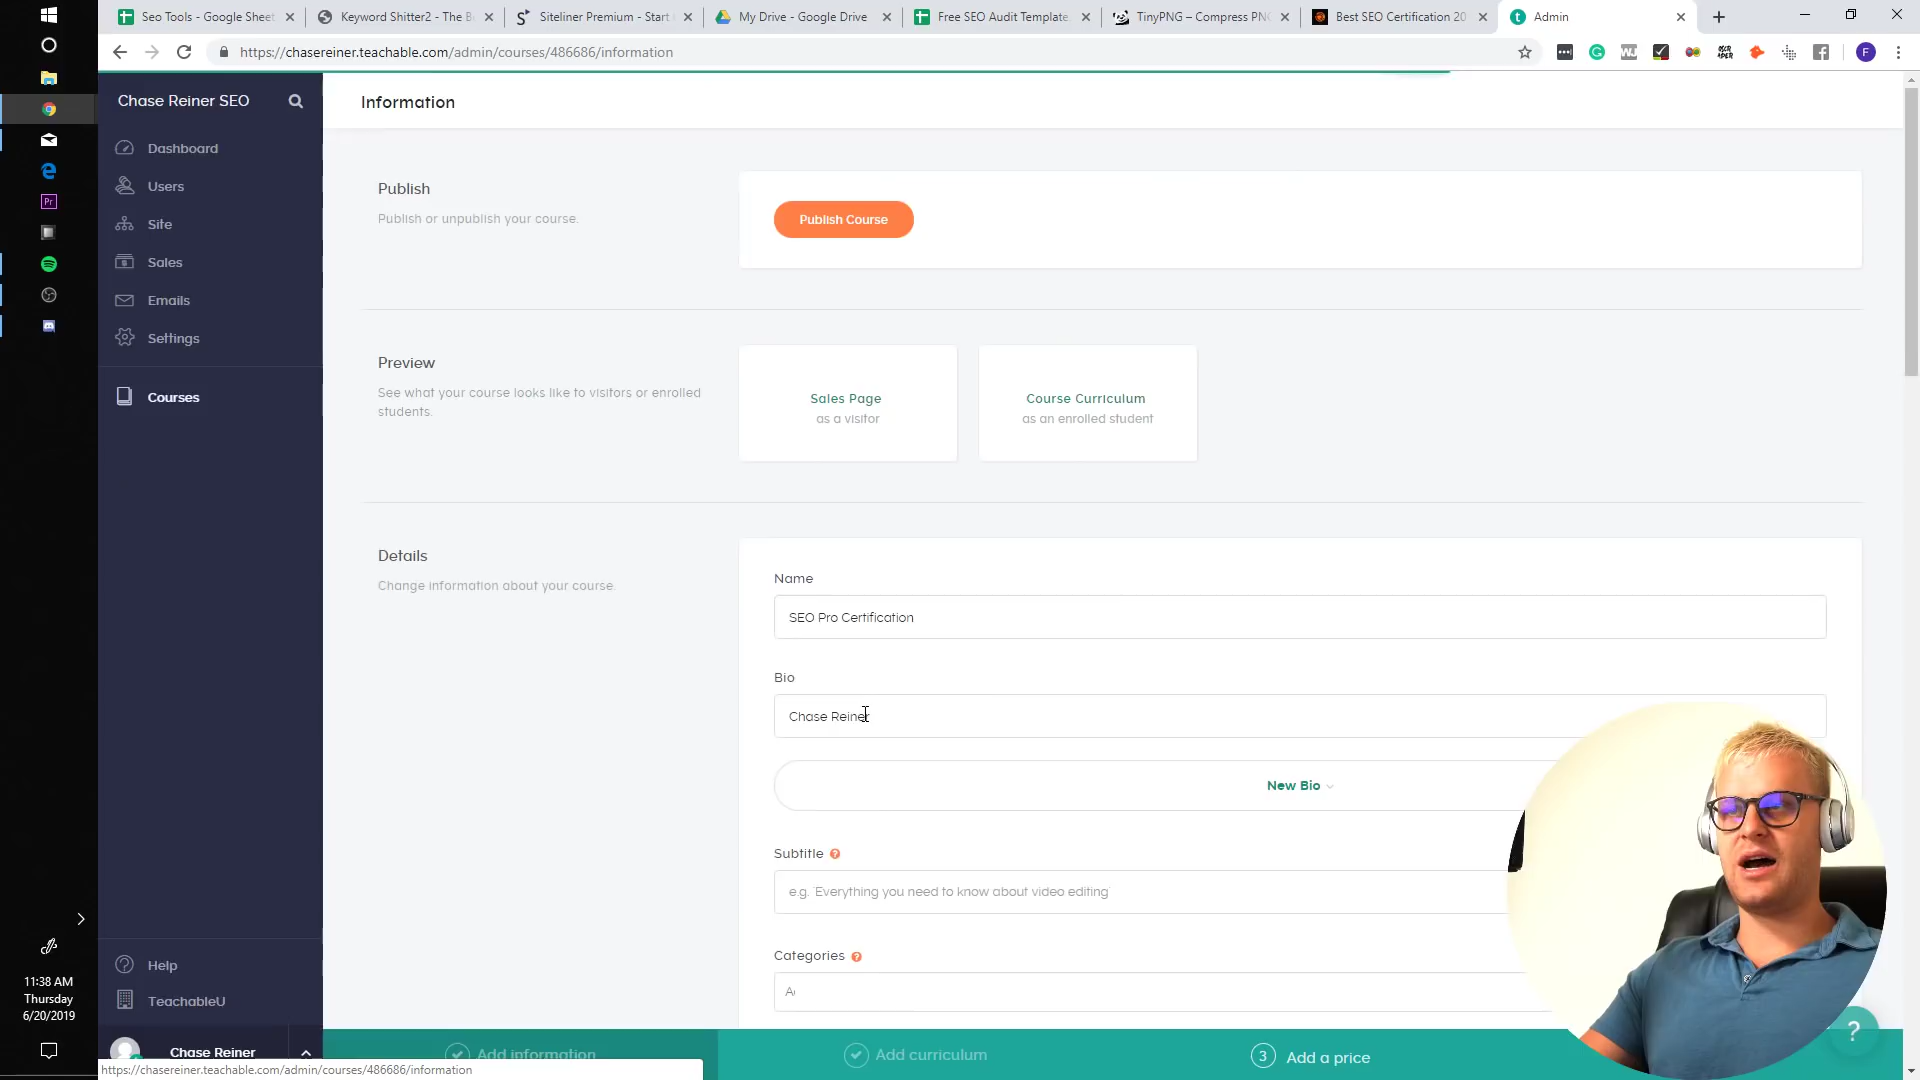 Seo Tools - Google Sheet
Keyword Shitter2 - The B
Siteliner Premium - Start
My Drive - Google Drive
Free SEO Audit Template
TinyPNG – Compress PN
Best SEO Certification 20
Admin
https://chasereiner.teachable.com/admin/courses/486686/information
F
Chase Reiner SEO
Information
Dashboard
Users
Site
Sales
Emails
Settings
Courses
Publish
Publish or unpublish your course.
Publish Course
Preview
See what your course looks like to visitors or enrolled
students.
Sales Page
as a visitor
Course Curriculum
as an enrolled student
Details
Change information about your course.
Name
SEO Pro Certification
Bio
Chase Reiner
New Bio
Subtitle ?
e.g. 'Everything you need to know about video editing'
Categories ?
Help
TeachableU
Chase Reiner
Add information
Add curriculum
3 Add a price
?
https://chasereiner.teachable.com/admin/courses/486686/information
Pr
11:38 AM
Thursday
6/20/2019